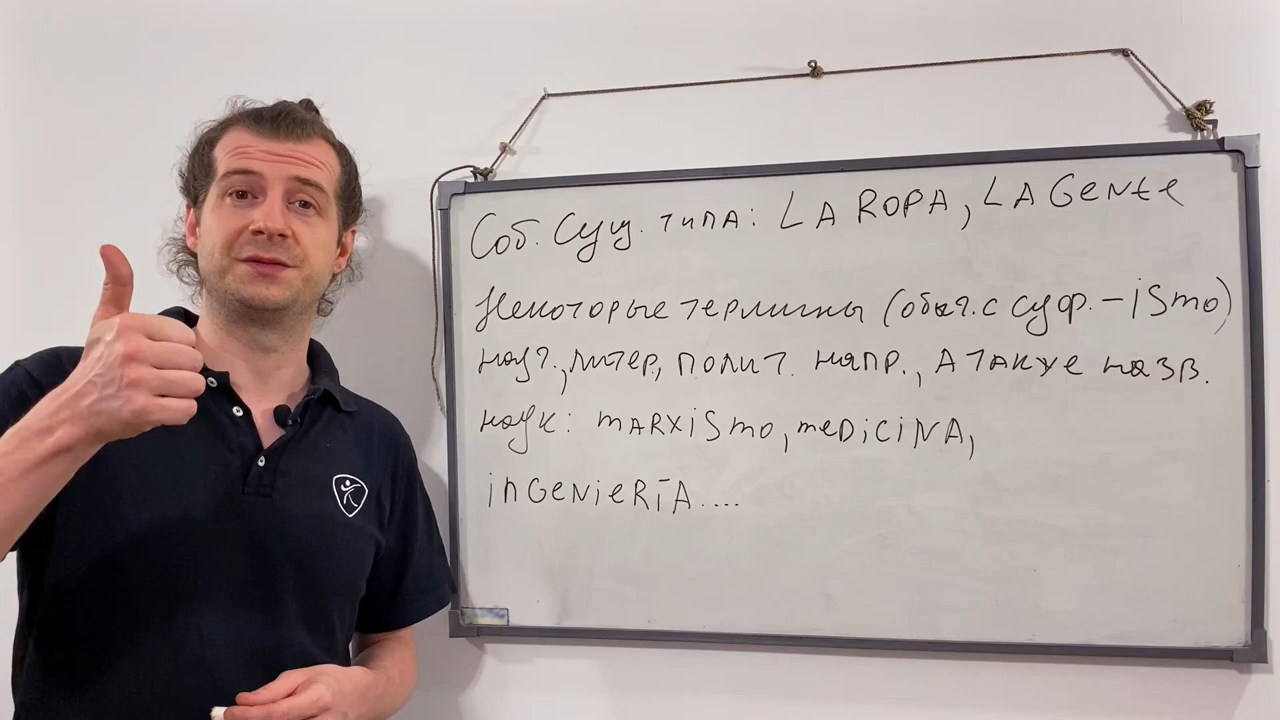 Соб. Сущ. типа: LA ROPA, LA GeNte
Некоторые термины (обыч. с суф. – iSmo)
науч., литер, полит. напр., А ТАКЖе назв.
наук: mARXiSmo, meDiCiNA,
inGeNieRÍA....